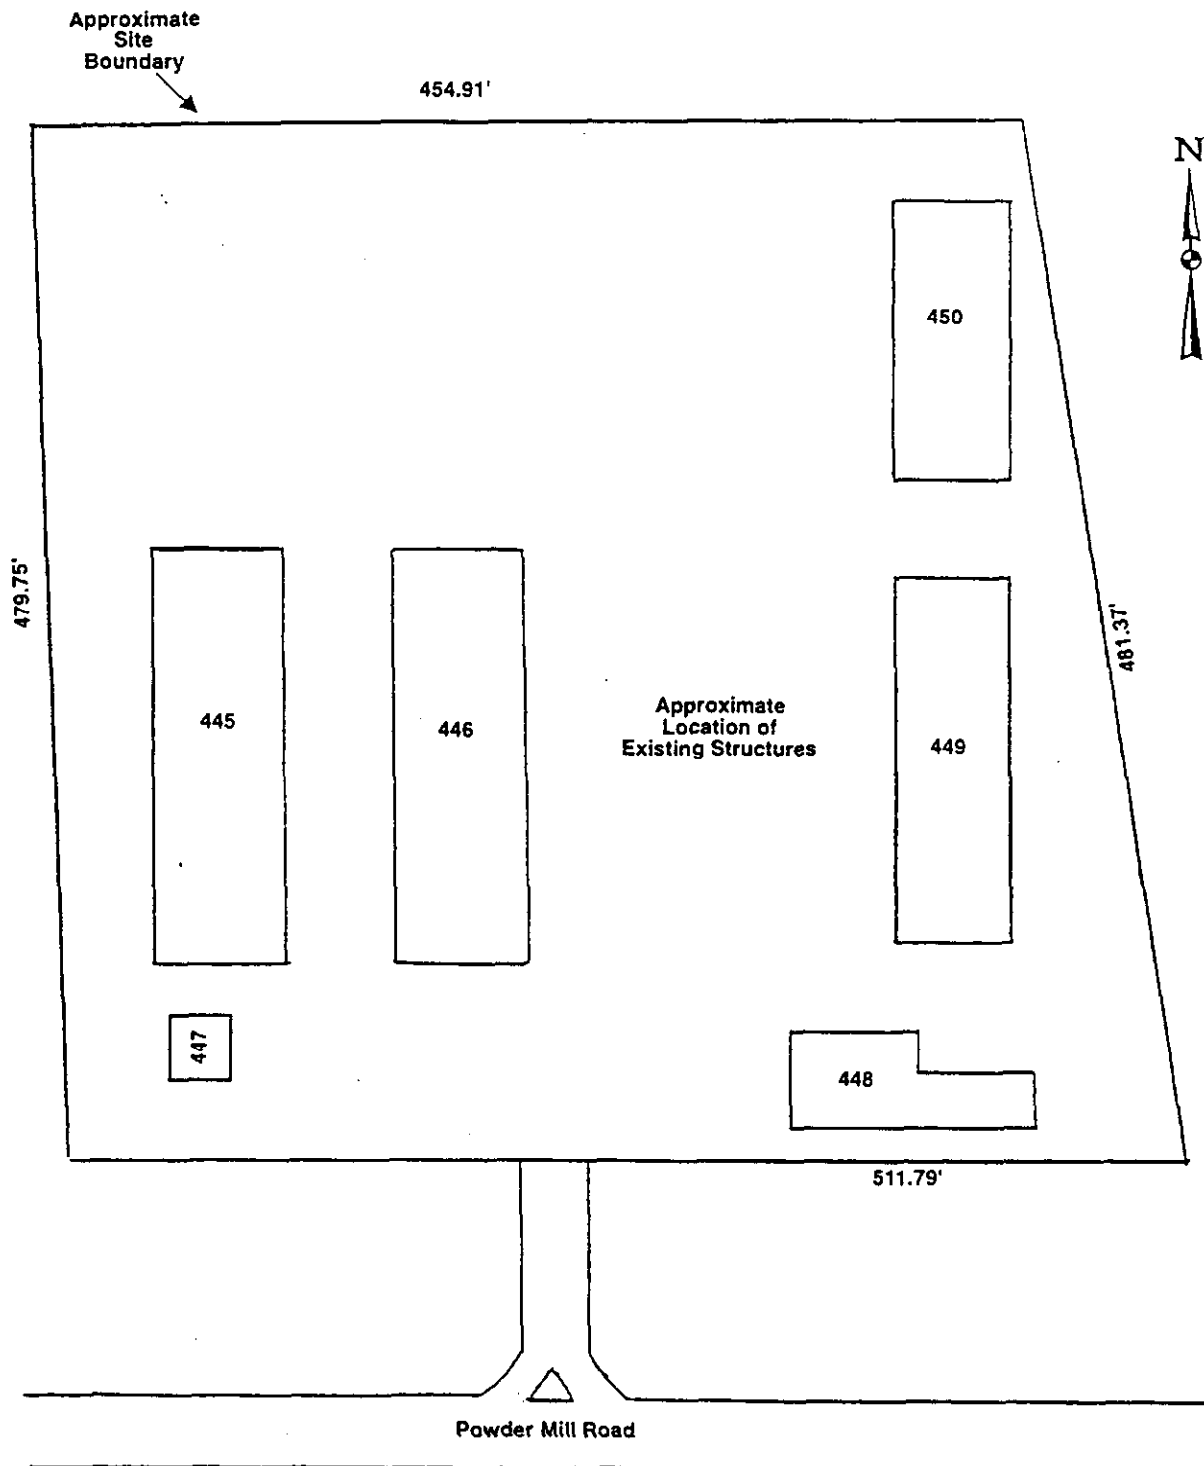 Approximate
Site
Boundary
454.91'
N
450
479.75'
481.37'
445
446
Approximate
Location of
Existing Structures
449
447
448
511.79'
Powder Mill Road